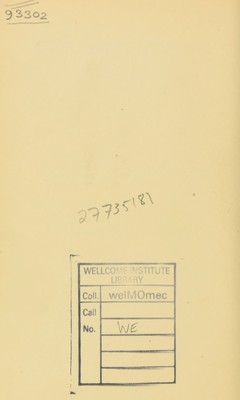 93302
27735181
WELLCOME INSTITUTE
LIBRARY
Coll. welMOmec
Call
No. WE